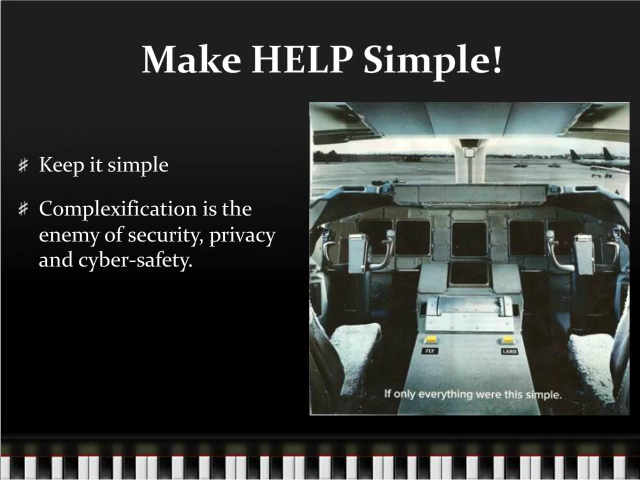 Make HELP Simple!
Keep it simple
Complexification is the
enemy of security, privacy
and cyber-safety.
FLY
LAND
If only everything were this simple.